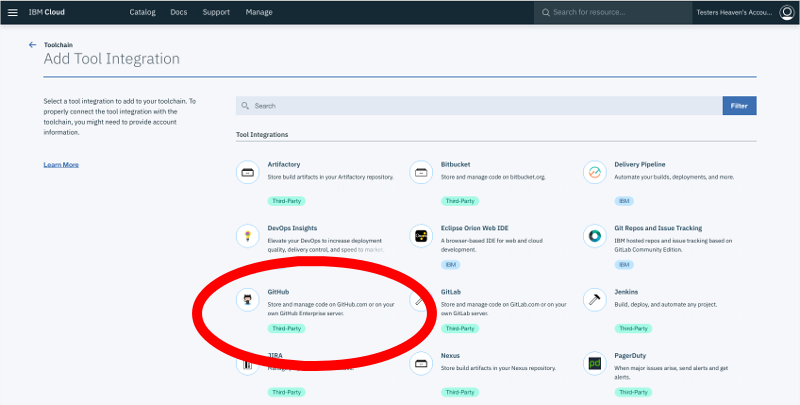 IBM Cloud
Catalog
Docs
Support
Manage
Search for resource...
Testers Heaven's Accou...
Toolchain
Add Tool Integration
Select a tool integration to add to your toolchain. To
properly connect the tool integration with the
toolchain, you might need to provide account
information.
Learn More
Search
Filter
Tool Integrations
Artifactory
Store build artifacts in your Artifactory repository.
Third-Party
Bitbucket
Store and manage code on bitbucket.org.
Third-Party
Delivery Pipeline
Automate your builds, deployments, and more.
IBM
DevOps Insights
Elevate your DevOps to increase deployment
quality, delivery control, and speed to market.
Eclipse Orion Web IDE
A browser-based IDE for web and cloud
development.
IBM
Git Repos and Issue Tracking
IBM hosted repos and issue tracking based on
GitLab Community Edition.
IBM
GitHub
Store and manage code on GitHub.com or on your
own GitHub Enterprise server.
Third-Party
GitLab
Store and manage code on GitLab.com or on your
own GitLab server.
Third-Party
Jenkins
Build, deploy, and automate any project.
Third-Party
JIRA
Third-Party
Nexus
Store build artifacts in your Nexus repository.
Third-Party
pd
PagerDuty
When major issues arise, send alerts and get
alerts.
Third-Party